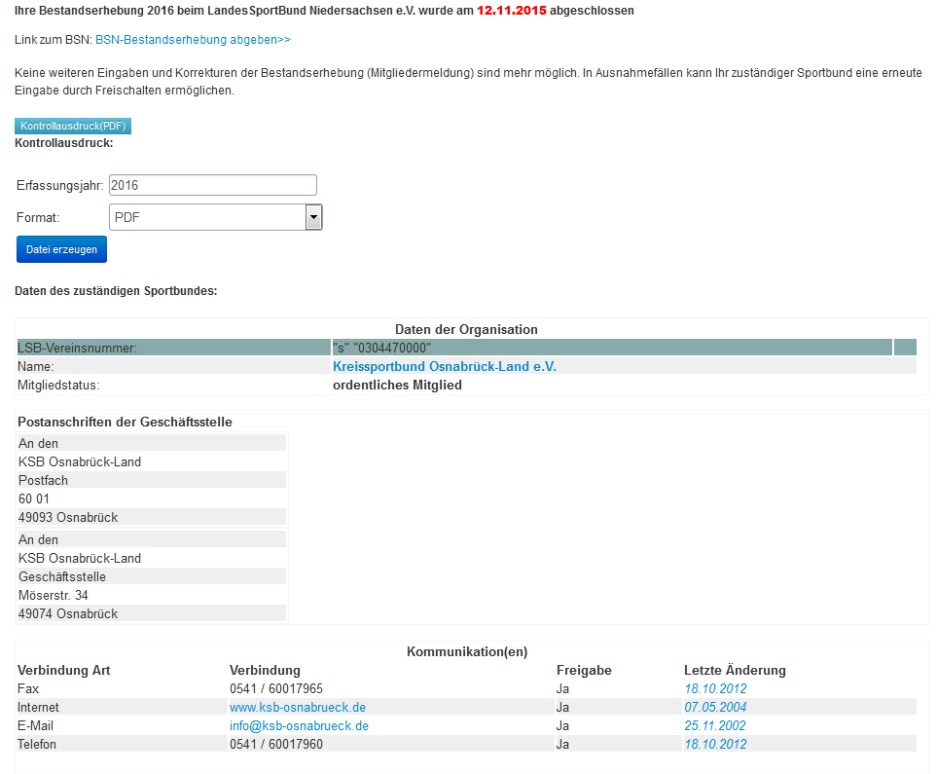 Ihre Bestandserhebung 2016 beim LandesSportBund Niedersachsen e.V. wurde am 12.11.2015 abgeschlossen
Link zum BSN: BSN-Bestandserhebung abgeben>>
Keine weiteren Eingaben und Korrekturen der Bestandserhebung (Mitgliedermeldung) sind mehr möglich. In Ausnahmefällen kann Ihr zuständiger Sportbund eine erneute
Eingabe durch Freischalten ermöglichen.
Kontrollausdruck(PDF)
Kontrollausdruck:
Erfassungsjahr: 2016
Format: PDF
Datei erzeugen
Daten des zuständigen Sportbundes:
Daten der Organisation
LSB-Vereinsnummer: "s" "0304470000"
Name: Kreissportbund Osnabrück-Land e.V.
Mitgliedstatus: ordentliches Mitglied
Postanschriften der Geschäftsstelle
An den
KSB Osnabrück-Land
Postfach
60 01
49093 Osnabrück
An den
KSB Osnabrück-Land
Geschäftsstelle
Möserstr. 34
49074 Osnabrück
Kommunikation(en)
Verbindung Art Verbindung Freigabe Letzte Änderung
Fax 0541 / 60017965 Ja 18.10.2012
Internet www.ksb-osnabrueck.de Ja 07.05.2004
E-Mail info@ksb-osnabrueck.de Ja 25.11.2002
Telefon 0541 / 60017960 Ja 18.10.2012